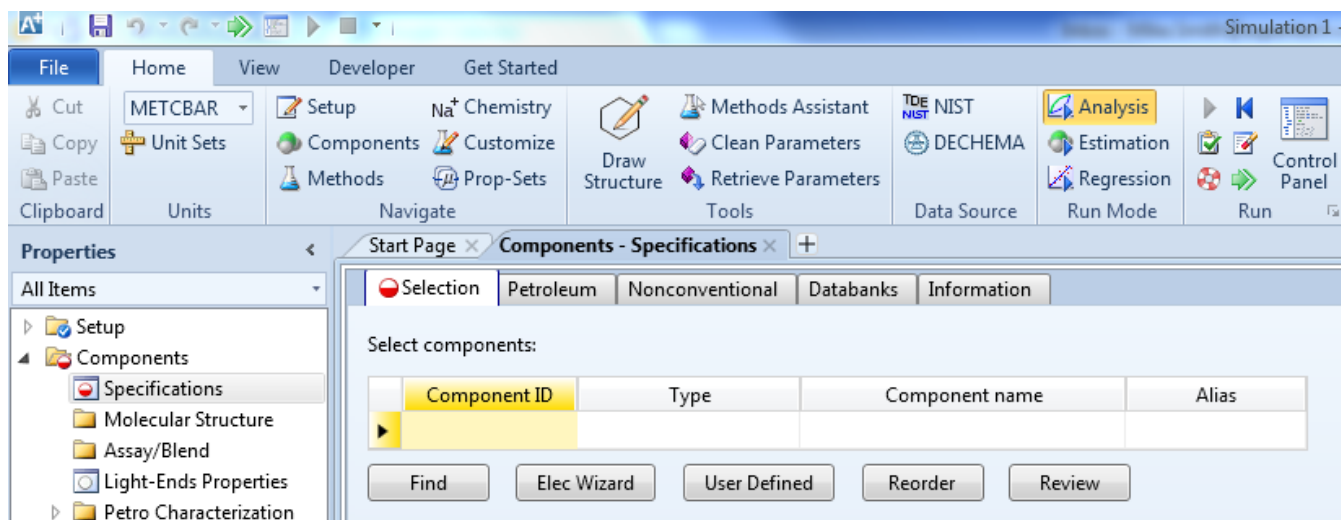 A+
Simulation 1 -
File Home View Developer Get Started
Cut METCBAR Setup Na+ Chemistry Methods Assistant TDE NIST NIST Analysis
Copy Unit Sets Components Customize Draw Structure Clean Parameters DECHEMA Estimation Control Panel
Paste Methods Prop-Sets Retrieve Parameters Regression
Clipboard Units Navigate Tools Data Source Run Mode Run
Properties < Start Page Components - Specifications +
All Items Selection Petroleum Nonconventional Databanks Information
Setup
Components
Specifications
Molecular Structure
Assay/Blend
Light-Ends Properties
Petro Characterization
Select components:
Component ID Type Component name Alias
Find Elec Wizard User Defined Reorder Review